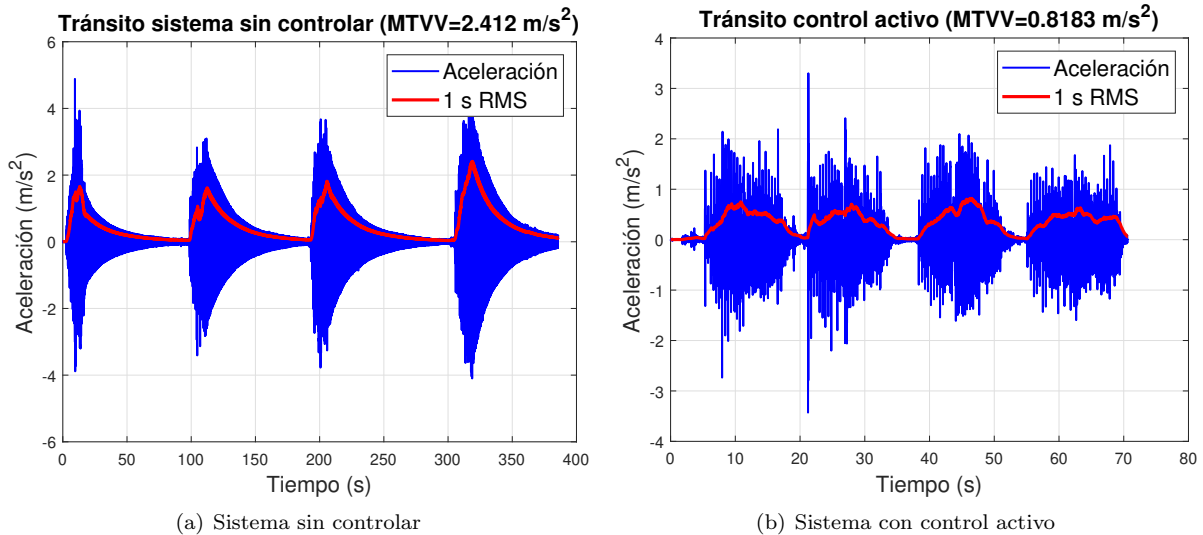 Tránsito sistema sin controlar (MTVV=2.412 m/s²)
6
4
2
0
-2
-4
-6
Aceleración (m/s²)
Aceleración
1 s RMS
0 50 100 150 200 250 300 350 400
Tiempo (s)
(a) Sistema sin controlar
Tránsito control activo (MTVV=0.8183 m/s²)
4
3
2
1
0
-1
-2
-3
-4
Aceleración (m/s²)
Aceleración
1 s RMS
0 10 20 30 40 50 60 70 80
Tiempo (s)
(b) Sistema con control activo